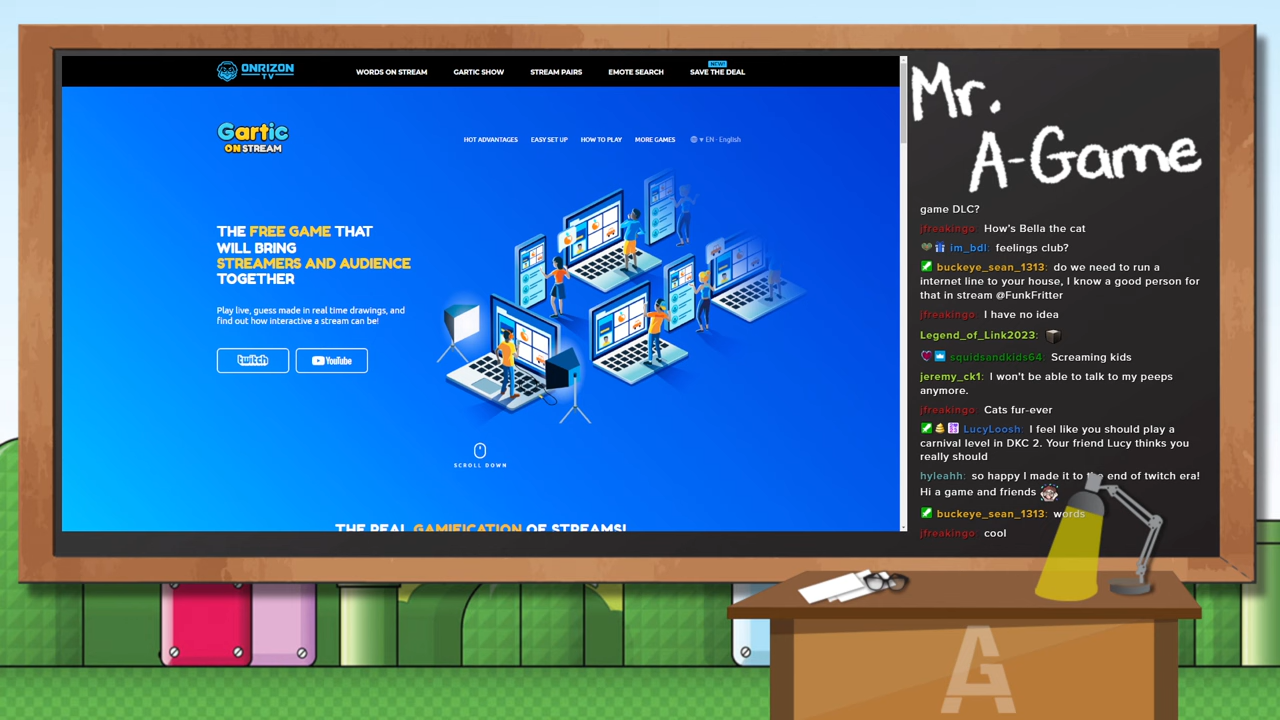 ONRIZON
TV
WORDS ON STREAM
GARTIC SHOW
STREAM PAIRS
EMOTE SEARCH
NEW!
SAVE THE DEAL
Gartic
ON STREAM
HOT ADVANTAGES
EASY SET UP
HOW TO PLAY
MORE GAMES
EN - English
THE FREE GAME THAT
WILL BRING
STREAMERS AND AUDIENCE
TOGETHER
Play live, guess made in real time drawings, and
find out how interactive a stream can be!
twitch
YouTube
SCROLL DOWN
THE REAL GAMIFICATION OF STREAMS!
Mr.
A-Game
game DLC?
jfreakingo: How's Bella the cat
im_bdl: feelings club?
buckeye_sean_1313: do we need to run a
internet line to your house, I know a good person for
that in stream @FunkFritter
jfreakingo: I have no idea
Legend_of_Link2023:
squidsandkids64: Screaming kids
jeremy_ck1: I won't be able to talk to my peeps
anymore.
jfreakingo: Cats fur-ever
LucyLoosh: I feel like you should play a
carnival level in DKC 2. Your friend Lucy thinks you
really should
hyleahh: so happy I made it to the end of twitch era!
Hi a game and friends
buckeye_sean_1313: words
jfreakingo: cool
AG